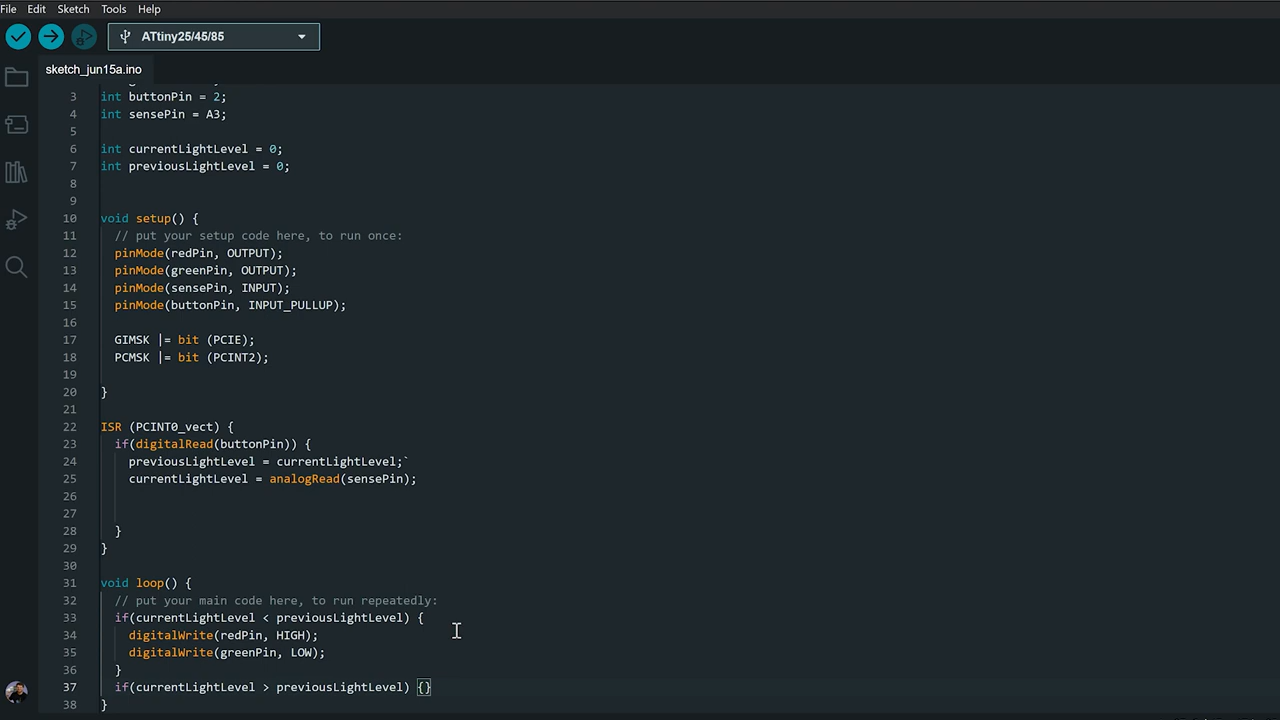 File Edit Sketch Tools Help
ATtiny25/45/85
sketch_jun15a.ino
3 int buttonPin = 2;
4 int sensePin = A3;
5
6 int currentLightLevel = 0;
7 int previousLightLevel = 0;
8
9
10 void setup() {
11 // put your setup code here, to run once:
12 pinMode(redPin, OUTPUT);
13 pinMode(greenPin, OUTPUT);
14 pinMode(sensePin, INPUT);
15 pinMode(buttonPin, INPUT_PULLUP);
16
17 GIMSK |= bit (PCIE);
18 PCMSK |= bit (PCINT2);
19
20 }
21
22 ISR (PCINT0_vect) {
23 if(digitalRead(buttonPin)) {
24 previousLightLevel = currentLightLevel;`
25 currentLightLevel = analogRead(sensePin);
26
27
28 }
29 }
30
31 void loop() {
32 // put your main code here, to run repeatedly:
33 if(currentLightLevel < previousLightLevel) {
34 digitalWrite(redPin, HIGH);
35 digitalWrite(greenPin, LOW);
36 }
37 if(currentLightLevel > previousLightLevel) {}
38 }